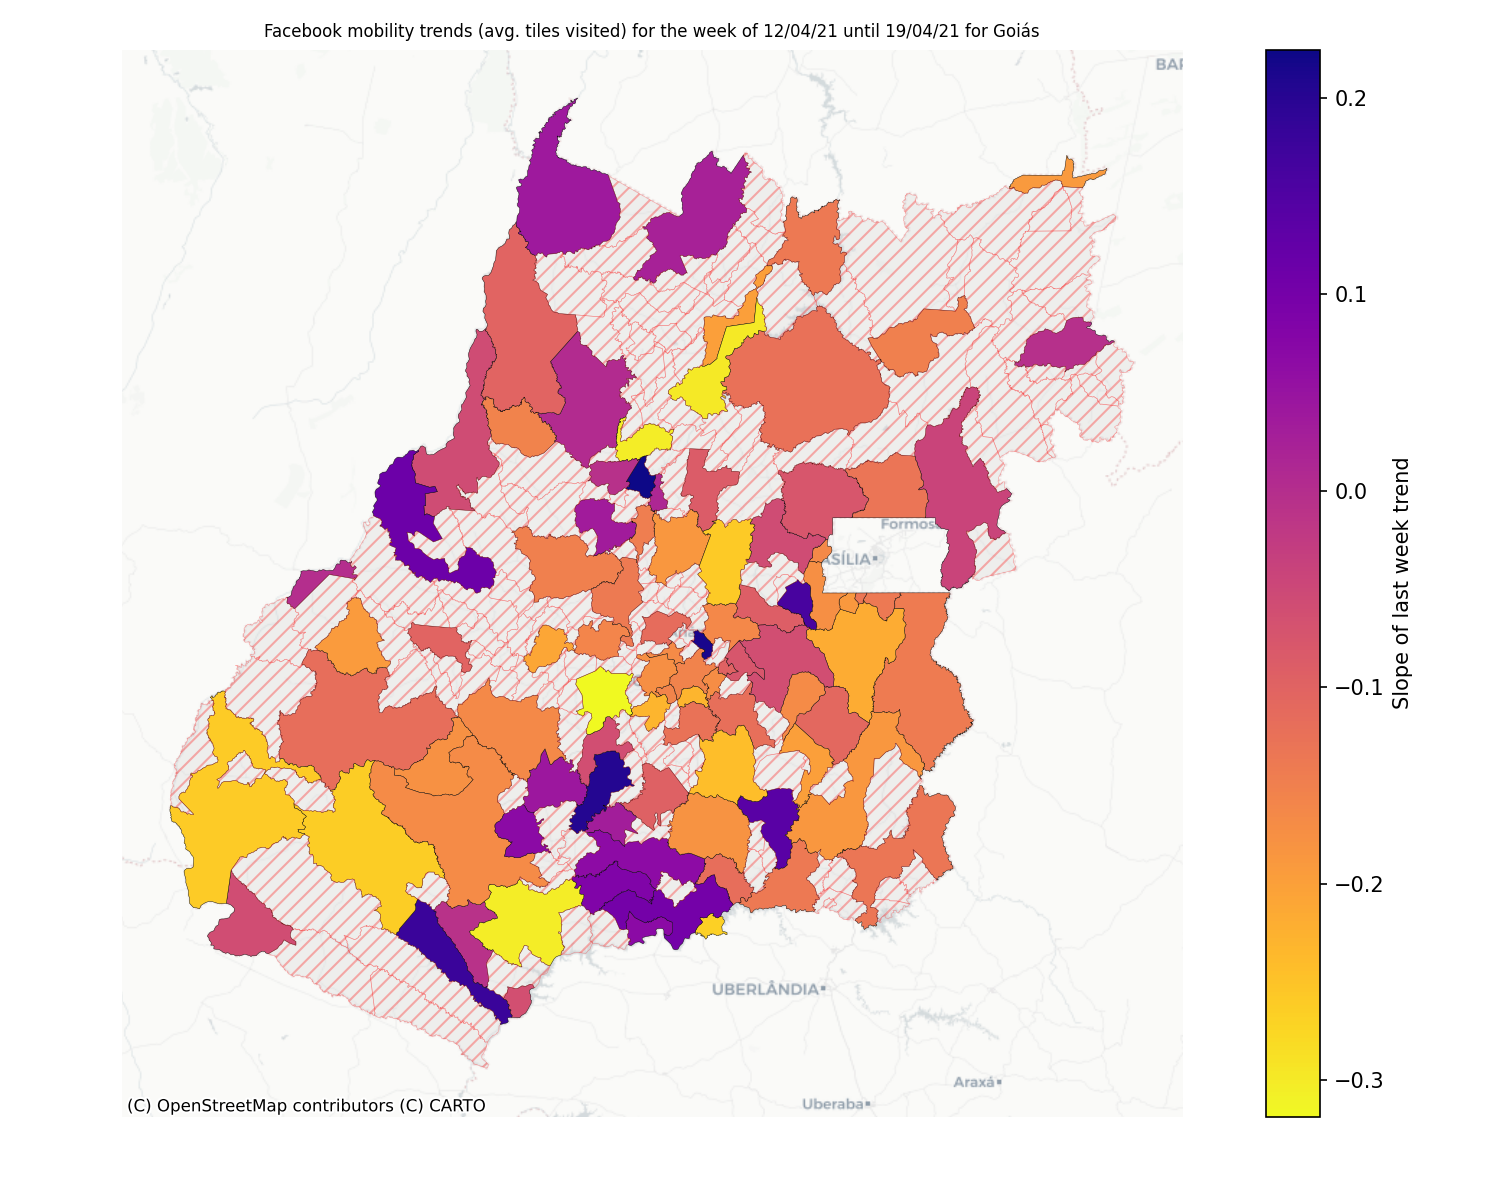 Facebook mobility trends (avg. tiles visited) for the week of 12/04/21 until 19/04/21 for Goiás
BAR
0.2
0.1
0.0
−0.1
−0.2
−0.3
Slope of last week trend
Formos
ASÍLIA
UBERLÂNDIA
Araxá
Uberaba
(C) OpenStreetMap contributors (C) CARTO